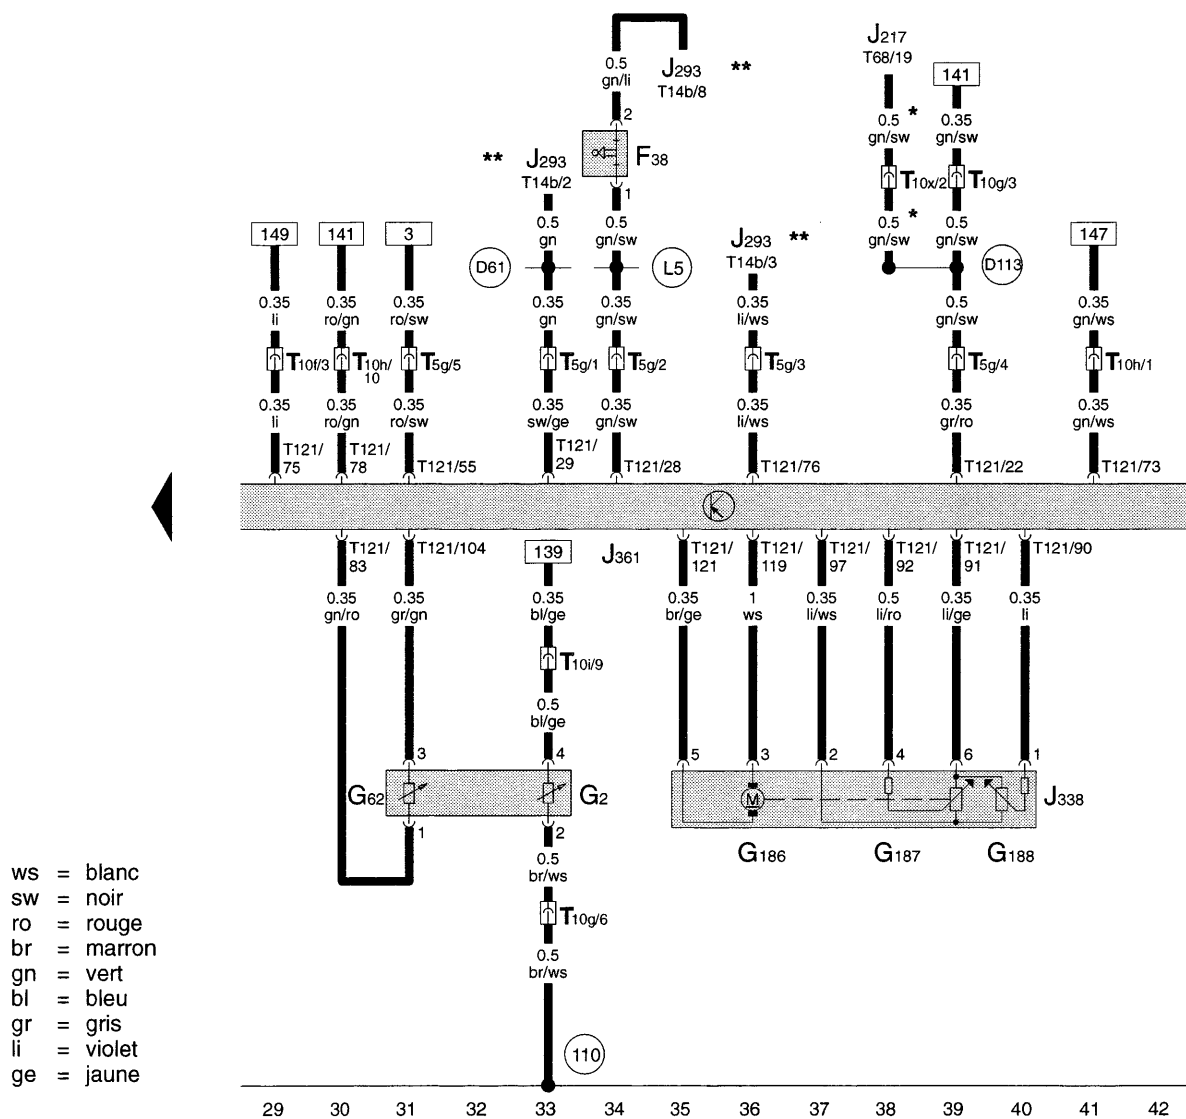 J217
T68/19
0.5
gn/li
J293 **
T14b/8
141
2
0.5 *
gn/sw
0.35
gn/sw
** J293
T14b/2
F38
1
T10x/2
T10g/3
149
141
3
0.5
gn
0.5
gn/sw
J293 **
T14b/3
0.5 *
gn/sw
0.5
gn/sw
147
D61
L5
D113
0.35
li
0.35
ro/gn
0.35
ro/sw
0.35
gn
0.35
gn/sw
0.35
li/ws
0.5
gn/sw
0.35
gn/ws
T10f/3
T10h/
10
T5g/5
T5g/1
T5g/2
T5g/3
T5g/4
T10h/1
0.35
li
0.35
ro/gn
0.35
ro/sw
0.35
sw/ge
0.35
gn/sw
0.35
li/ws
0.35
gr/ro
0.35
gn/ws
T121/
75
T121/
78
T121/55
T121/
29
T121/28
T121/76
T121/22
T121/73
T121/
83
T121/104
139
J361
T121/
121
T121/
119
T121/
97
T121/
92
T121/
91
T121/90
0.35
gn/ro
0.35
gr/gn
0.35
bl/ge
0.35
br/ge
1
ws
0.35
li/ws
0.5
li/ro
0.35
li/ge
0.35
li
T10i/9
0.5
bl/ge
3
4
5
3
2
4
6
1
G62
G2
M
J338
1
2
G186
G187
G188
0.5
br/ws
T10g/6
0.5
br/ws
110
ws = blanc
sw = noir
ro = rouge
br = marron
gn = vert
bl = bleu
gr = gris
li = violet
ge = jaune
29 30 31 32 33 34 35 36 37 38 39 40 41 42